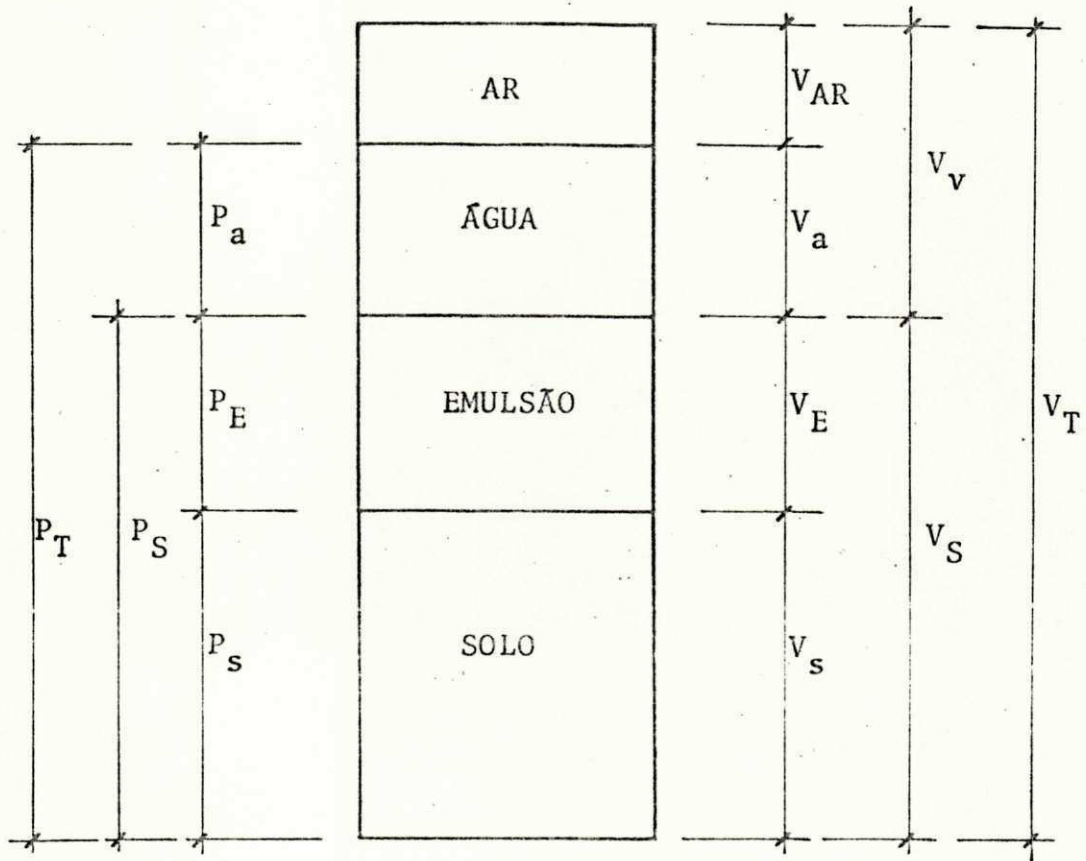 AR
V_AR
V_v
P_a
ÁGUA
V_a
P_E
EMULSÃO
V_E
V_T
P_T
P_S
V_S
P_s
SOLO
V_s